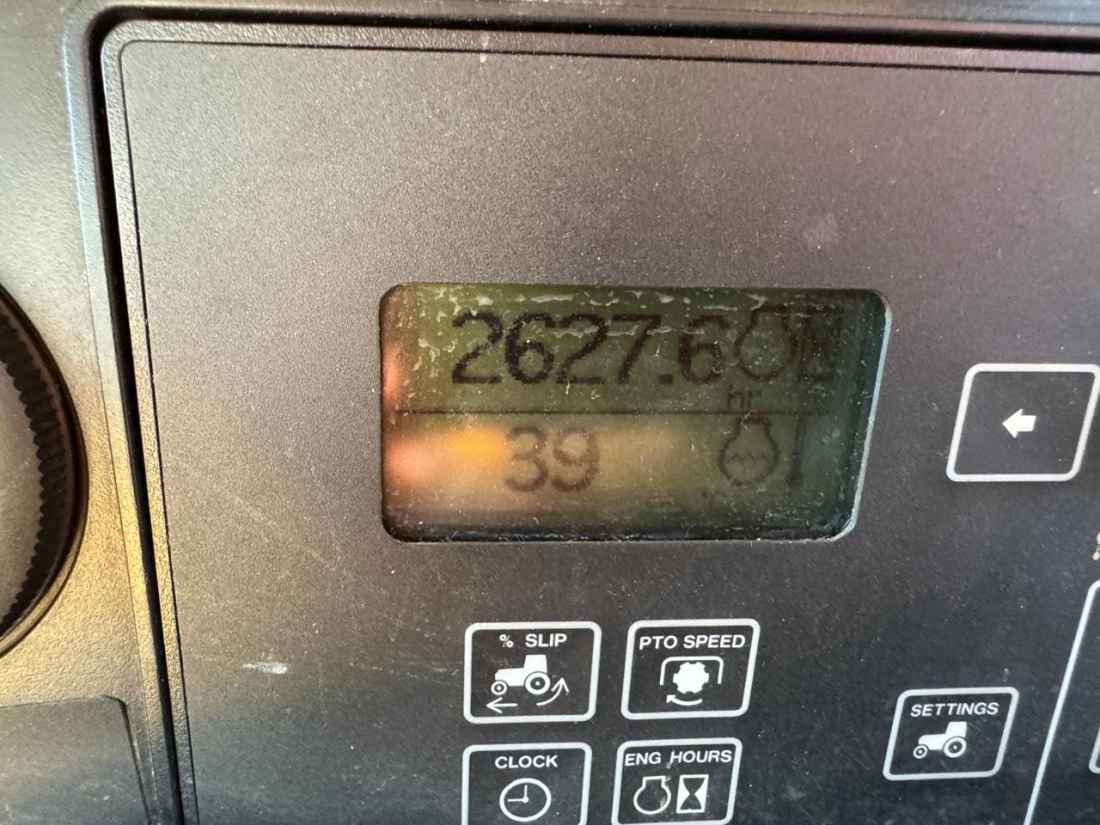 2627.6
hr
39
% SLIP
PTO SPEED
SETTINGS
CLOCK
ENG HOURS